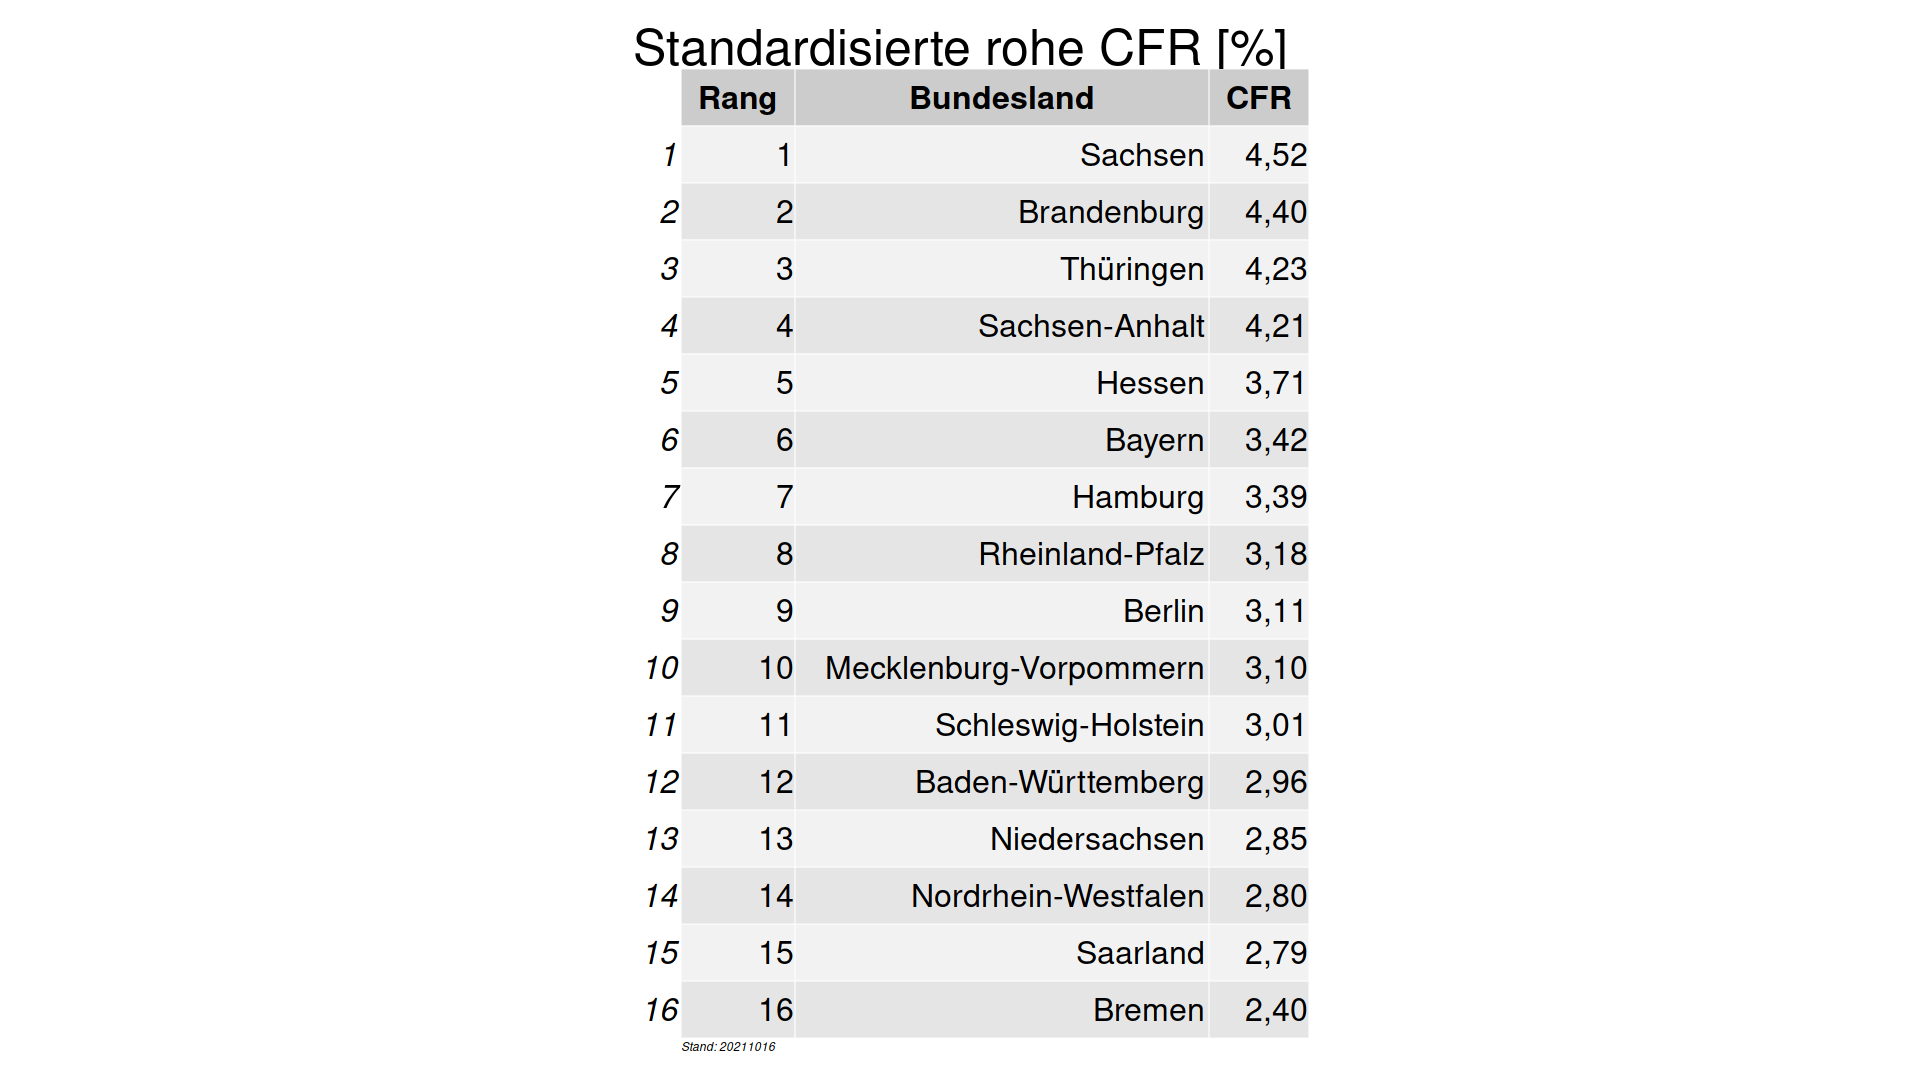 Standardisierte rohe CFR [%]
Rang Bundesland CFR
1 1 Sachsen 4,52
2 2 Brandenburg 4,40
3 3 Thüringen 4,23
4 4 Sachsen-Anhalt 4,21
5 5 Hessen 3,71
6 6 Bayern 3,42
7 7 Hamburg 3,39
8 8 Rheinland-Pfalz 3,18
9 9 Berlin 3,11
10 10 Mecklenburg-Vorpommern 3,10
11 11 Schleswig-Holstein 3,01
12 12 Baden-Württemberg 2,96
13 13 Niedersachsen 2,85
14 14 Nordrhein-Westfalen 2,80
15 15 Saarland 2,79
16 16 Bremen 2,40
Stand: 20211016